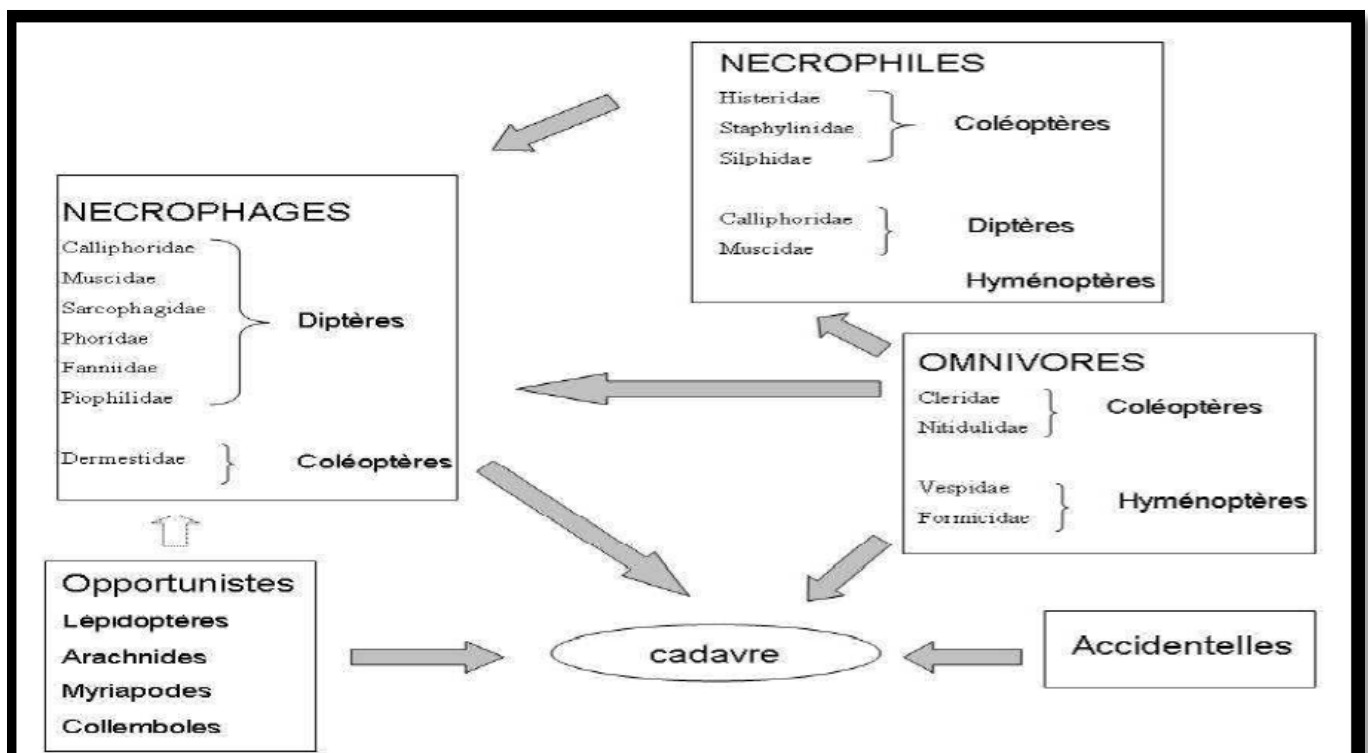 NECROPHILES
Histeridae
Staphylinidae
Silphidae
Coléoptères
Calliphoridae
Muscidae
Diptères
Hyménoptères
NECROPHAGES
Calliphoridae
Muscidae
Sarcophagidae
Phoridae
Fanniidae
Piophilidae
Diptères
Dermestidae
Coléoptères
OMNIVORES
Cleridae
Nitidulidae
Coléoptères
Vespidae
Formicidae
Hyménoptères
Opportunistes
Lépidoptères
Arachnides
Myriapodes
Collemboles
cadavre
Accidentelles